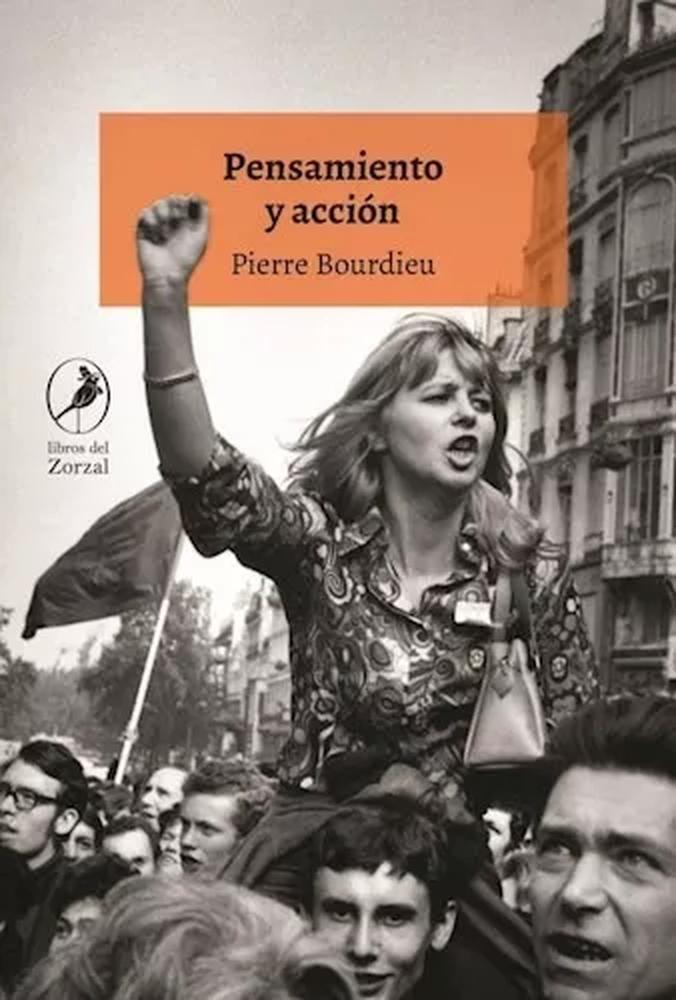 Pensamiento
y acción
Pierre Bourdieu
libros del
Zorzal